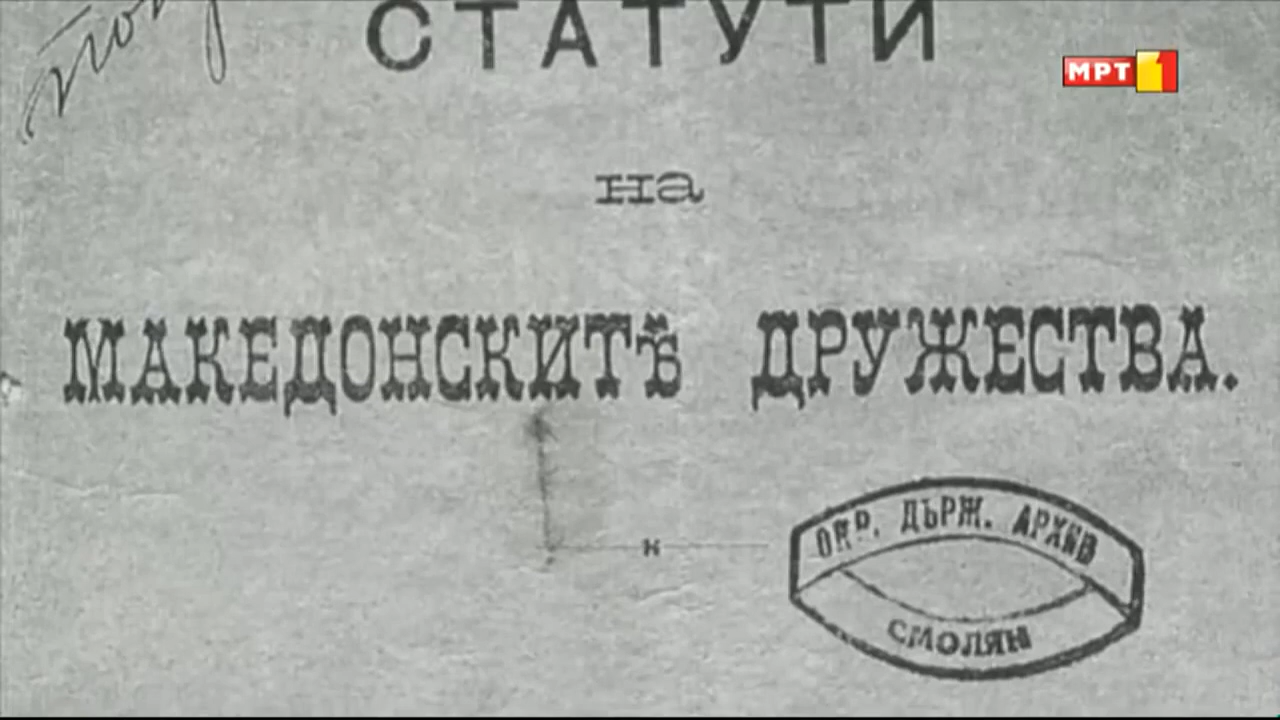 СТАТУТИ
МРТ 1
на
МАКЕДОНСКИТѢ ДРУЖЕСТВА.
ОКР. ДЪРЖ. АРХИВ
СМОЛЯН